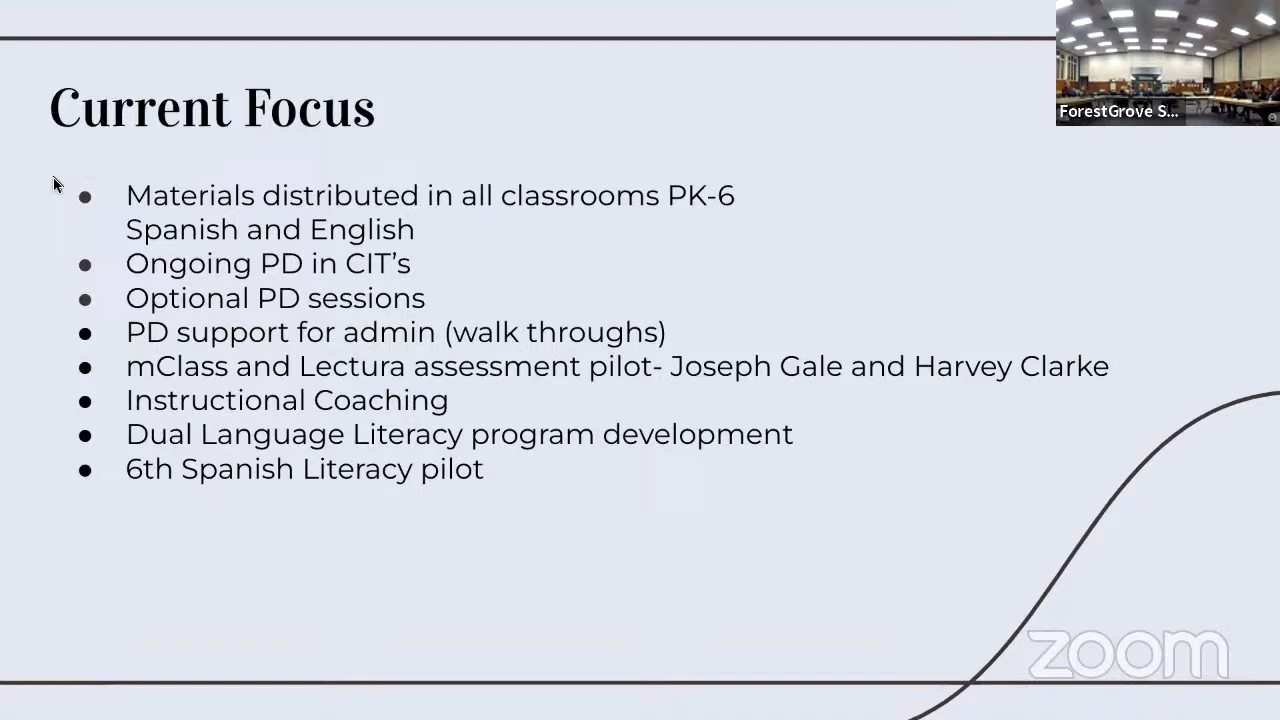 Current Focus
ForestGrove S...
● Materials distributed in all classrooms PK-6
Spanish and English
● Ongoing PD in CIT’s
● Optional PD sessions
● PD support for admin (walk throughs)
● mClass and Lectura assessment pilot- Joseph Gale and Harvey Clarke
● Instructional Coaching
● Dual Language Literacy program development
● 6th Spanish Literacy pilot
zoom